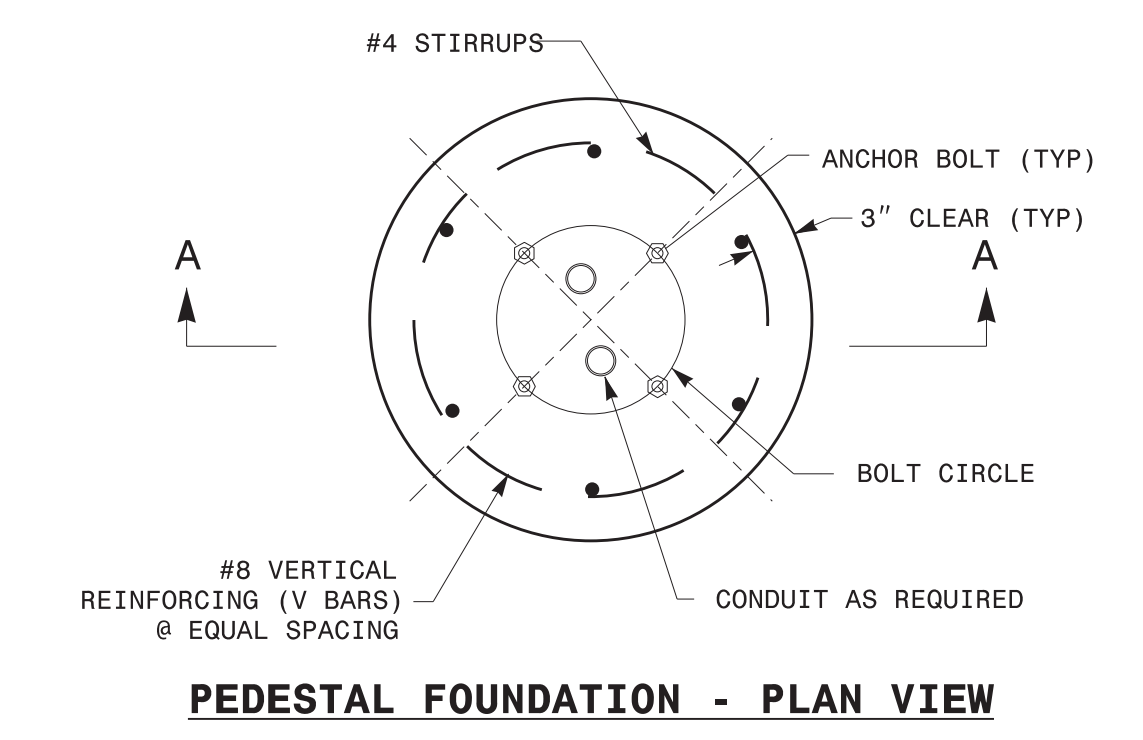 #4 STIRRUPS
ANCHOR BOLT (TYP)
3" CLEAR (TYP)
A
A
BOLT CIRCLE
#8 VERTICAL
REINFORCING (V BARS)
@ EQUAL SPACING
CONDUIT AS REQUIRED
PEDESTAL FOUNDATION - PLAN VIEW